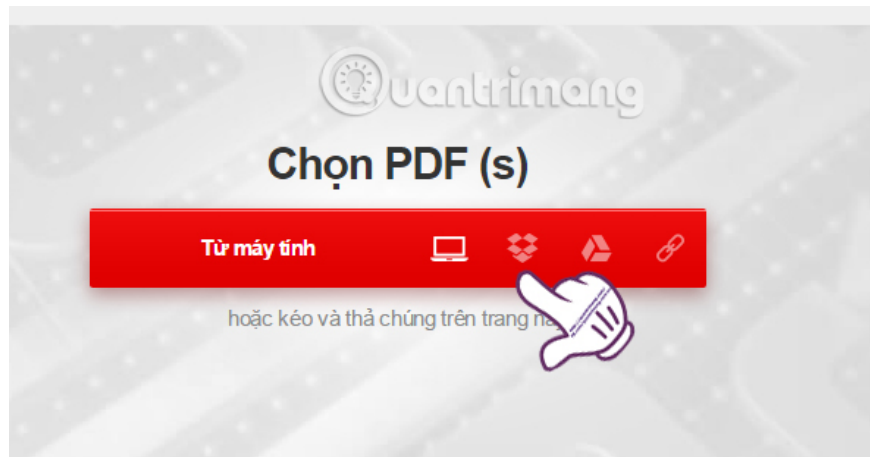 Quantrimang
Chọn PDF (s)
Từ máy tính
hoặc kéo và thả chúng trên trang